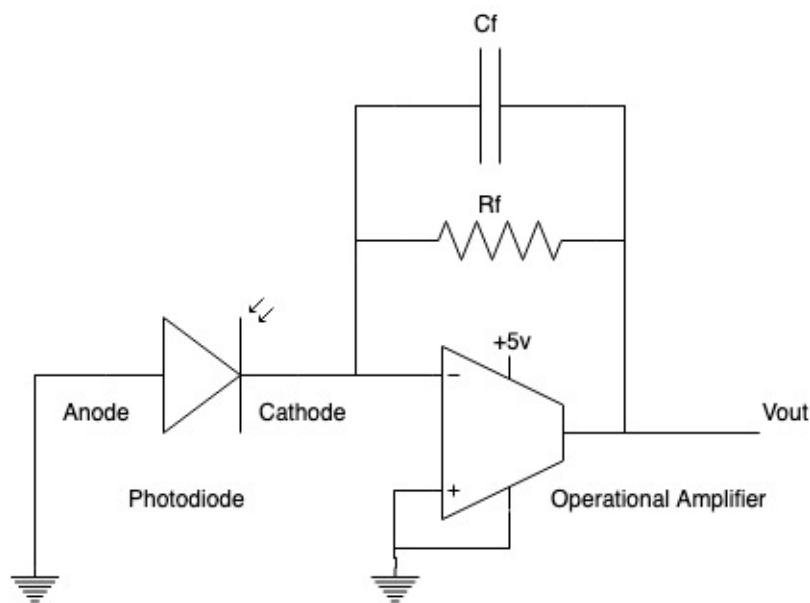 Cf
Rf
+5v
−
Anode
Cathode
Vout
+
Photodiode
Operational Amplifier